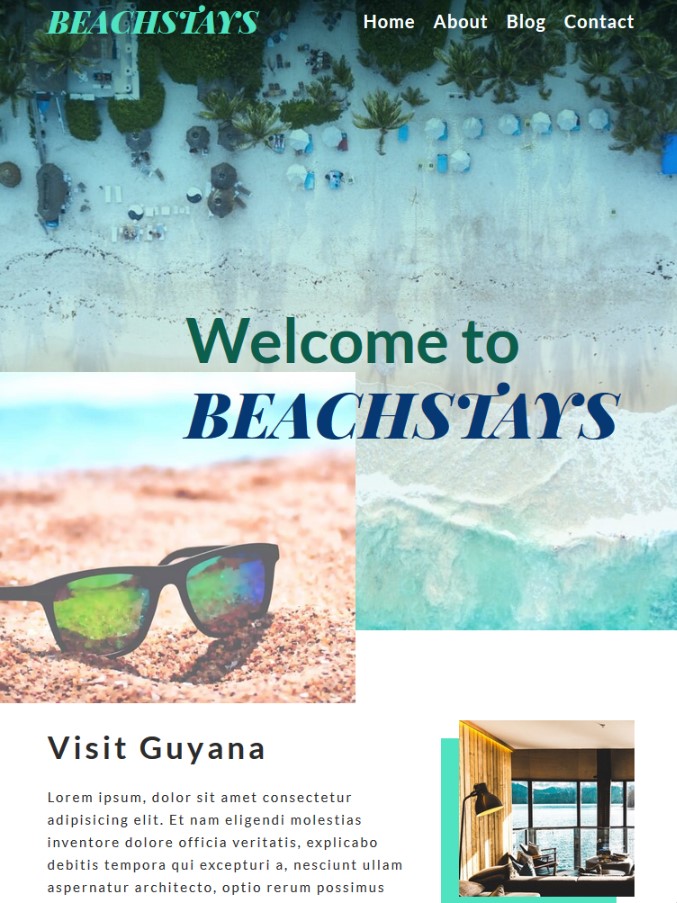 BEACHSTAYS
Home About Blog Contact
Welcome to
BEACHSTAYS
Visit Guyana
Lorem ipsum, dolor sit amet consectetur
adipisicing elit. Et nam eligendi molestias
inventore dolore officia veritatis, explicabo
debitis tempora qui excepturi a, nesciunt ullam
aspernatur architecto, optio rerum possimus